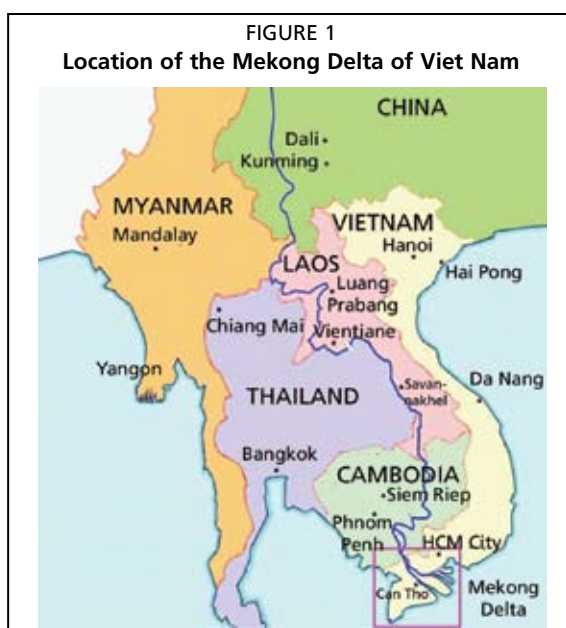 FIGURE 1
Location of the Mekong Delta of Viet Nam
CHINA
Dali
Kunming
MYANMAR
Mandalay
VIETNAM
Hanoi
Hai Pong
LAOS
Luang
Prabang
Chiang Mai
Vientiane
Yangon
THAILAND
Savan-
nakhel
Da Nang
Bangkok
CAMBODIA
Siem Riep
Phnom
Penh
HCM City
Can Tho
Mekong
Delta